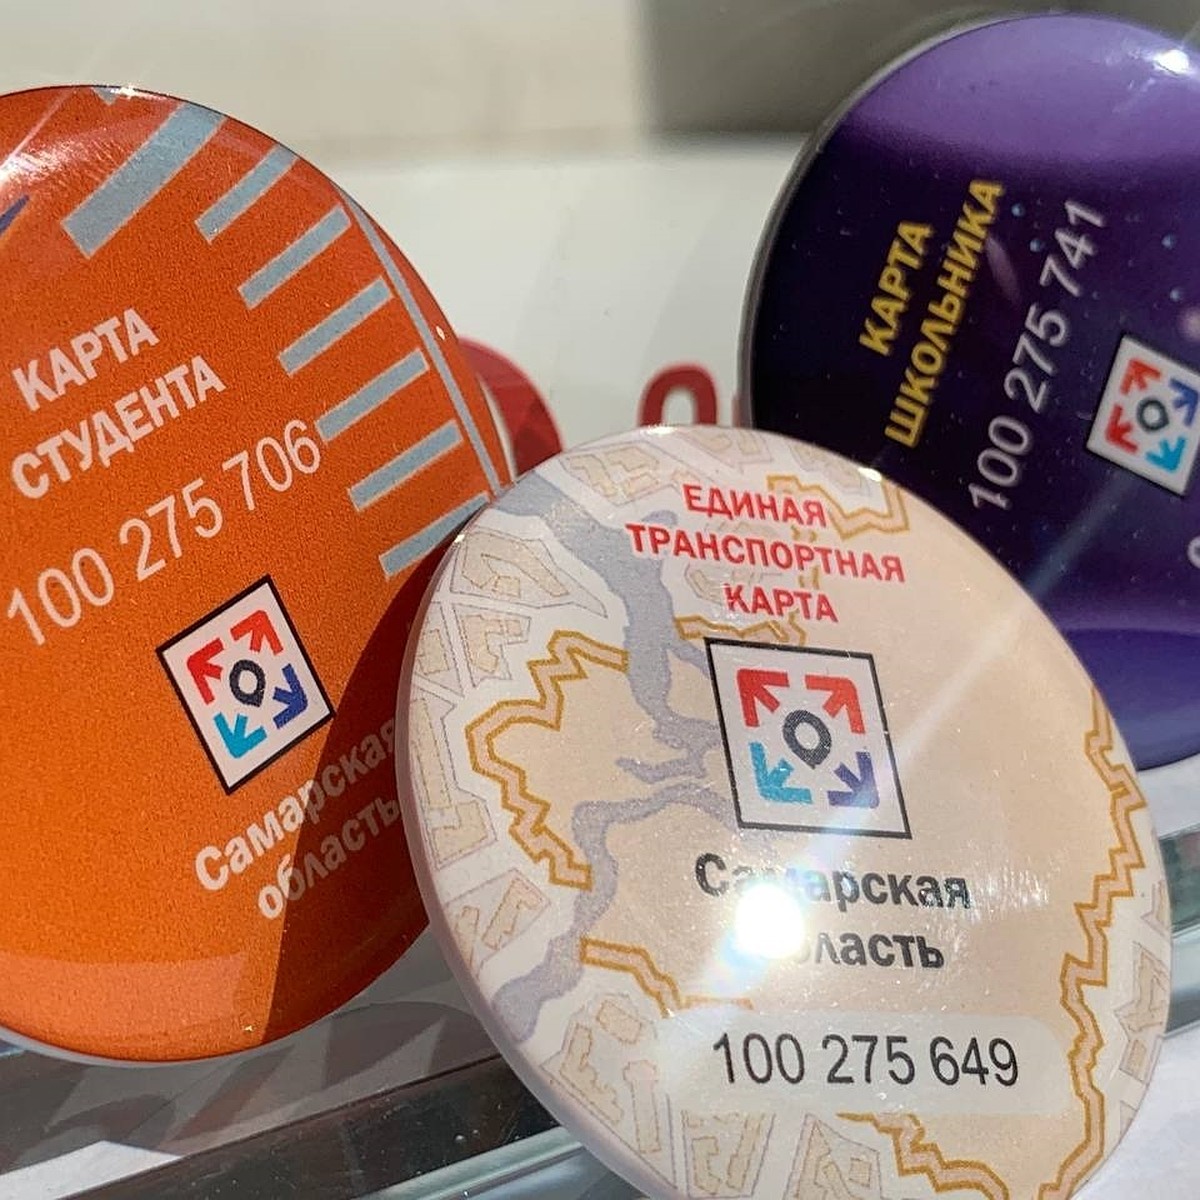 КАРТА
СТУДЕНТА
100 275 706
Самарская
область
КАРТА
ШКОЛЬНИКА
100 275 741
ЕДИНАЯ
ТРАНСПОРТНАЯ
КАРТА
Самарская
область
100 275 649